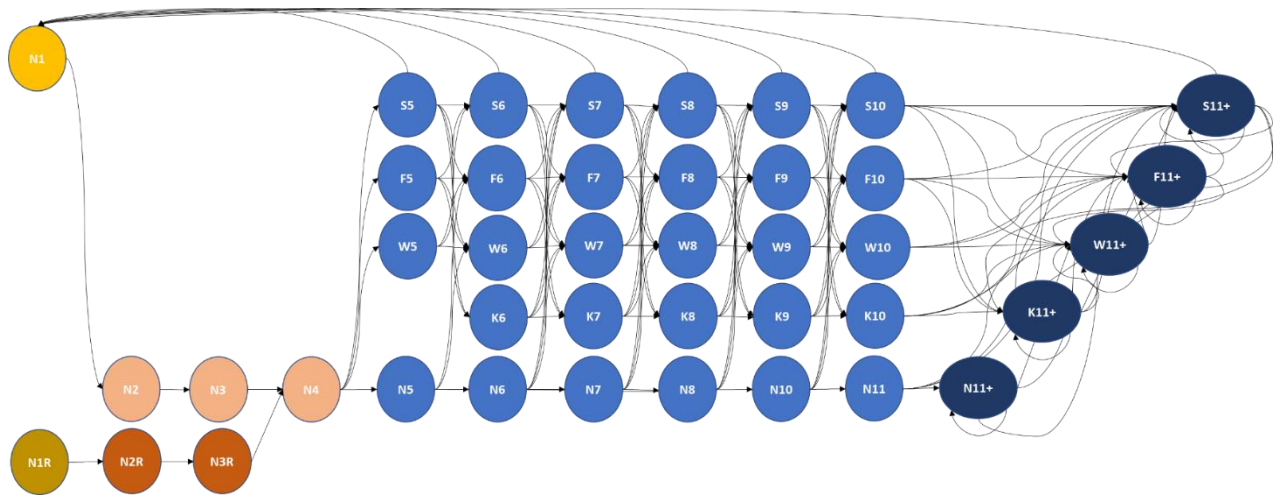 N1
S5 S6 S7 S8 S9 S10 S11+
F5 F6 F7 F8 F9 F10 F11+
W5 W6 W7 W8 W9 W10 W11+
K6 K7 K8 K9 K10 K11+
N2 N3 N4 N5 N6 N7 N8 N10 N11 N11+
N1R N2R N3R